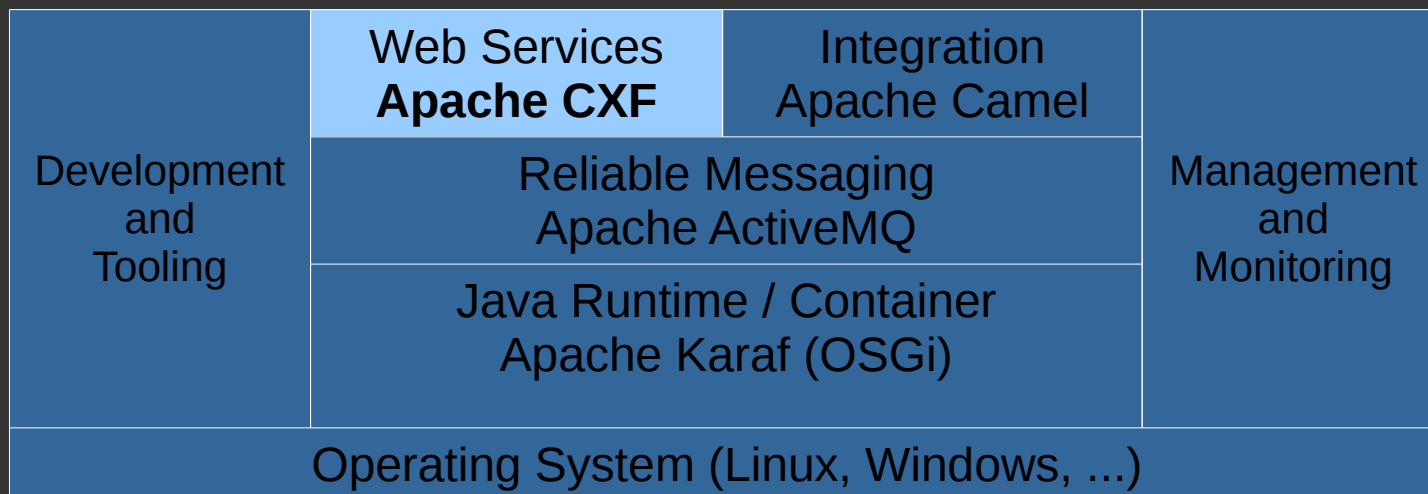 Development
and
Tooling
Web Services
Apache CXF
Integration
Apache Camel
Reliable Messaging
Apache ActiveMQ
Java Runtime / Container
Apache Karaf (OSGi)
Management
and
Monitoring
Operating System (Linux, Windows, ...)